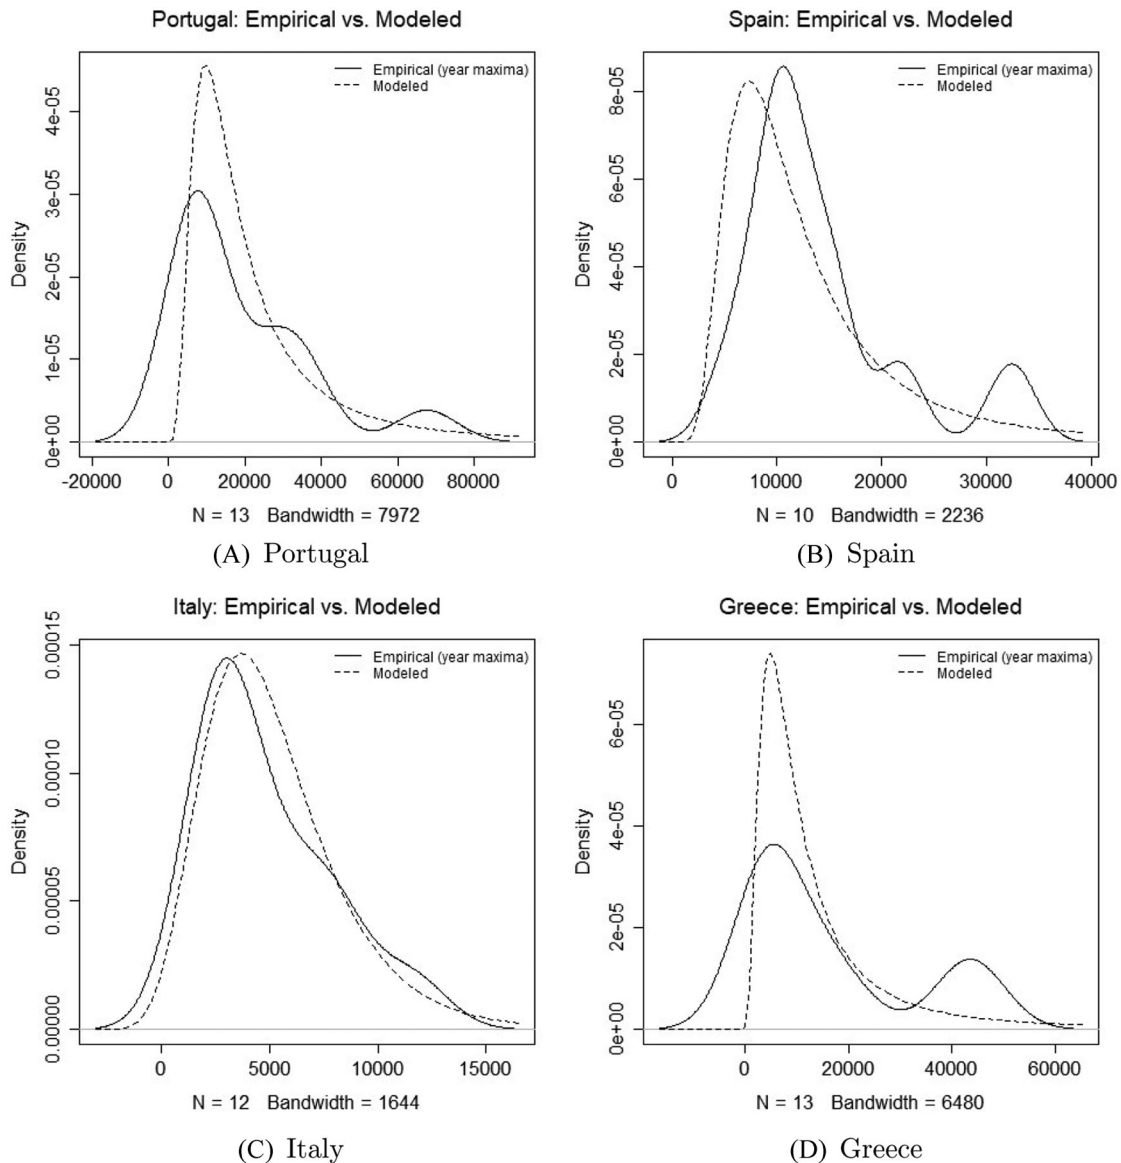 Portugal: Empirical vs. Modeled
Empirical (year maxima)
Modeled
Density
4e-05
3e-05
2e-05
1e-05
0e+00
-20000 0 20000 40000 60000 80000
N = 13 Bandwidth = 7972
(A) Portugal
Spain: Empirical vs. Modeled
Empirical (year maxima)
Modeled
Density
8e-05
6e-05
4e-05
2e-05
0e+00
0 10000 20000 30000 40000
N = 10 Bandwidth = 2236
(B) Spain
Italy: Empirical vs. Modeled
Empirical (year maxima)
Modeled
Density
0.00015
0.00010
0.00005
0.00000
0 5000 10000 15000
N = 12 Bandwidth = 1644
(C) Italy
Greece: Empirical vs. Modeled
Empirical (year maxima)
Modeled
Density
6e-05
4e-05
2e-05
0e+00
0 20000 40000 60000
N = 13 Bandwidth = 6480
(D) Greece